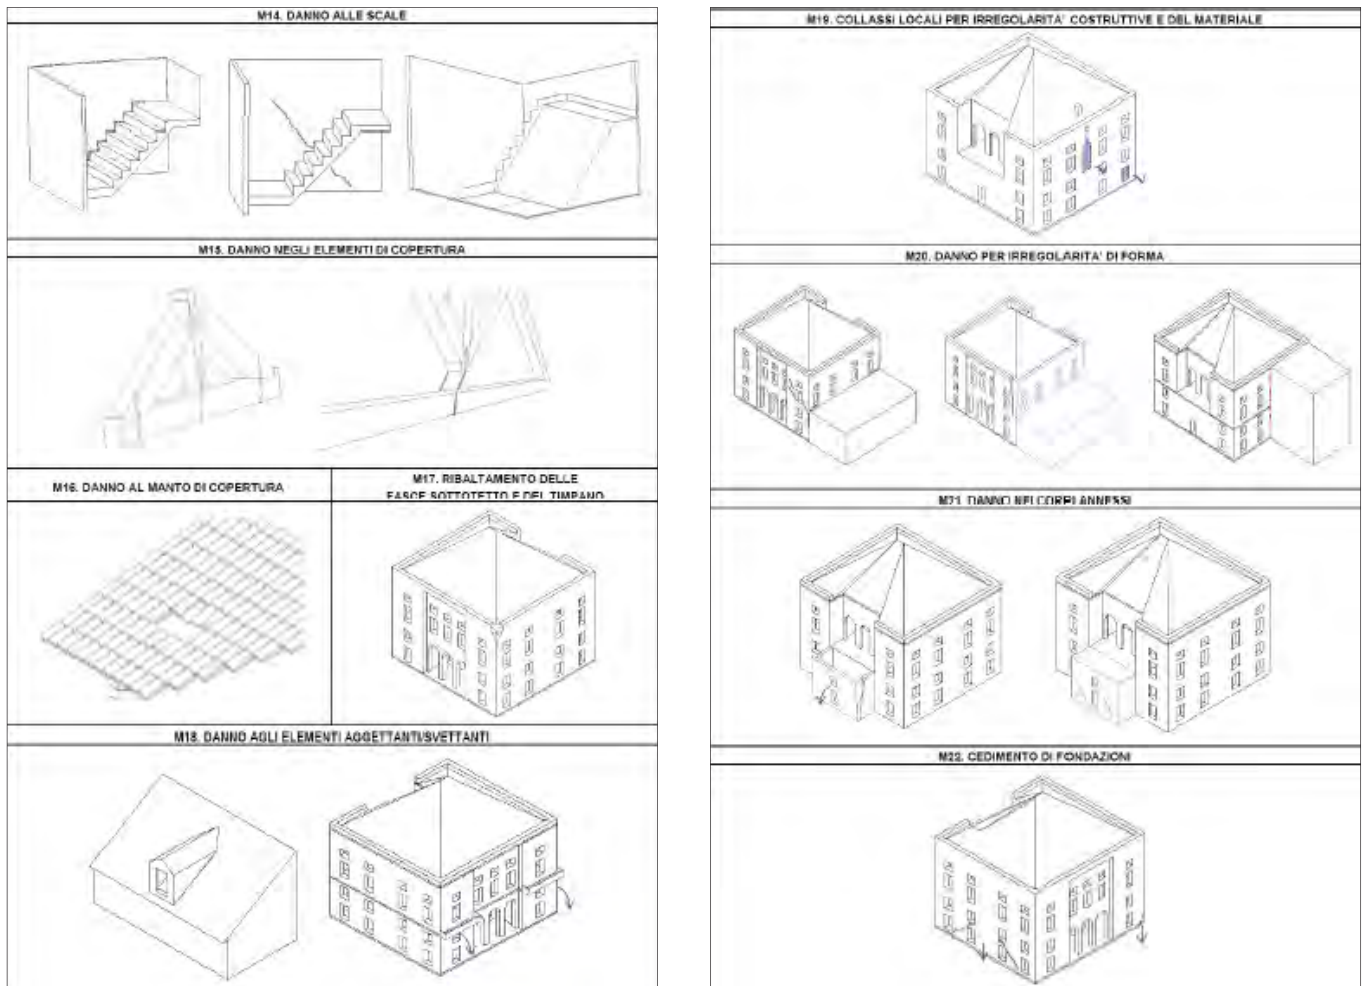 M14. DANNO ALLE SCALE
M15. DANNO NEGLI ELEMENTI DI COPERTURA
M16. DANNO AL MANTO DI COPERTURA
M17. RIBALTAMENTO DELLE
FASCE SOTTOTETTO E DEL TIMPANO
M18. DANNO AGLI ELEMENTI AGGETTANTI/SVETTANTI
M19. COLLASSI LOCALI PER IRREGOLARITA' COSTRUTTIVE E DEL MATERIALE
M20. DANNO PER IRREGOLARITA' DI FORMA
M21. DANNO NEI CORPI ANNESSI
M22. CEDIMENTO DI FONDAZIONI